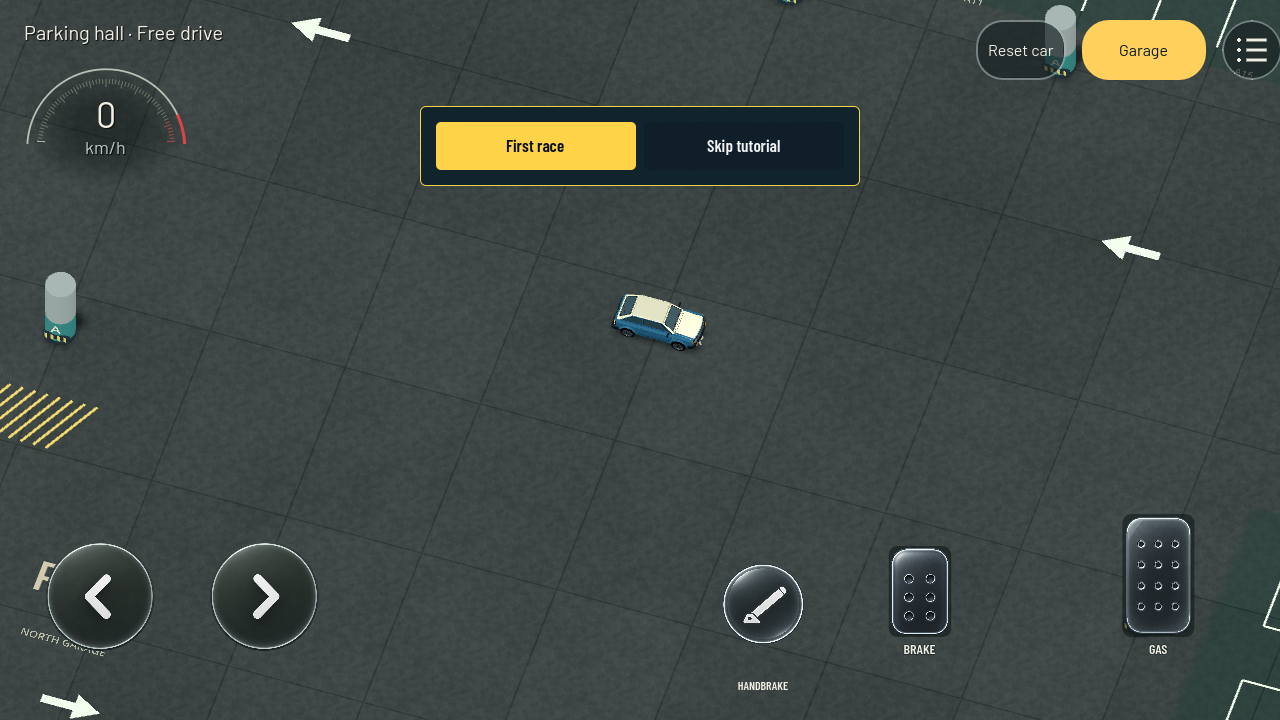 Parking hall · Free drive
Reset car
Garage
0
km/h
First race
Skip tutorial
A
A
NORTH GARAGE
HANDBRAKE
BRAKE
GAS